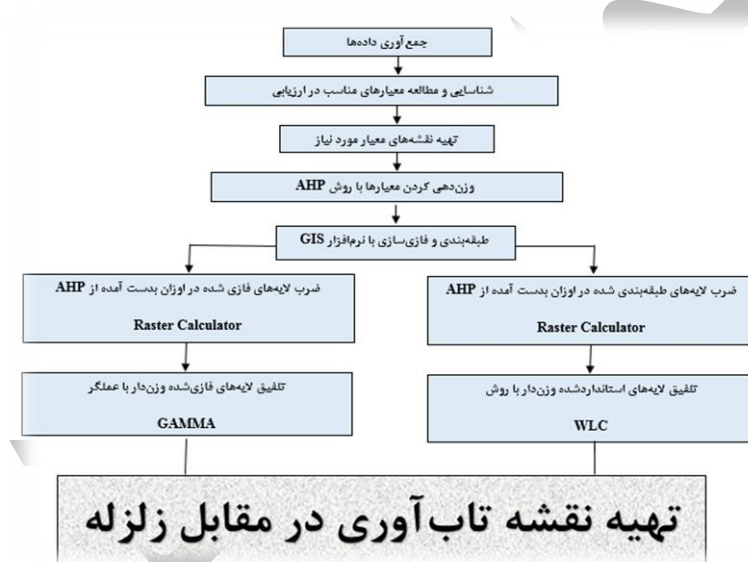 جمع آوری داده‌ها
شناسایی و مطالعه معیارهای مناسب در ارزیابی
تهیه نقشه‌های معیار مورد نیاز
وزن‌دهی کردن معیارها با روش AHP
طبقه‌بندی و فازی‌سازی با نرم‌افزار GIS
ضرب لایه‌های طبقه‌بندی شده در اوزان بدست آمده از AHP
Raster Calculator
ضرب لایه‌های فازی شده در اوزان بدست آمده از AHP
Raster Calculator
تلفیق لایه‌های استانداردشده وزن‌دار با روش
WLC
تلفیق لایه‌های فازی‌شده وزن‌دار با عملگر
GAMMA
تهیه نقشه تاب‌آوری در مقابل زلزله